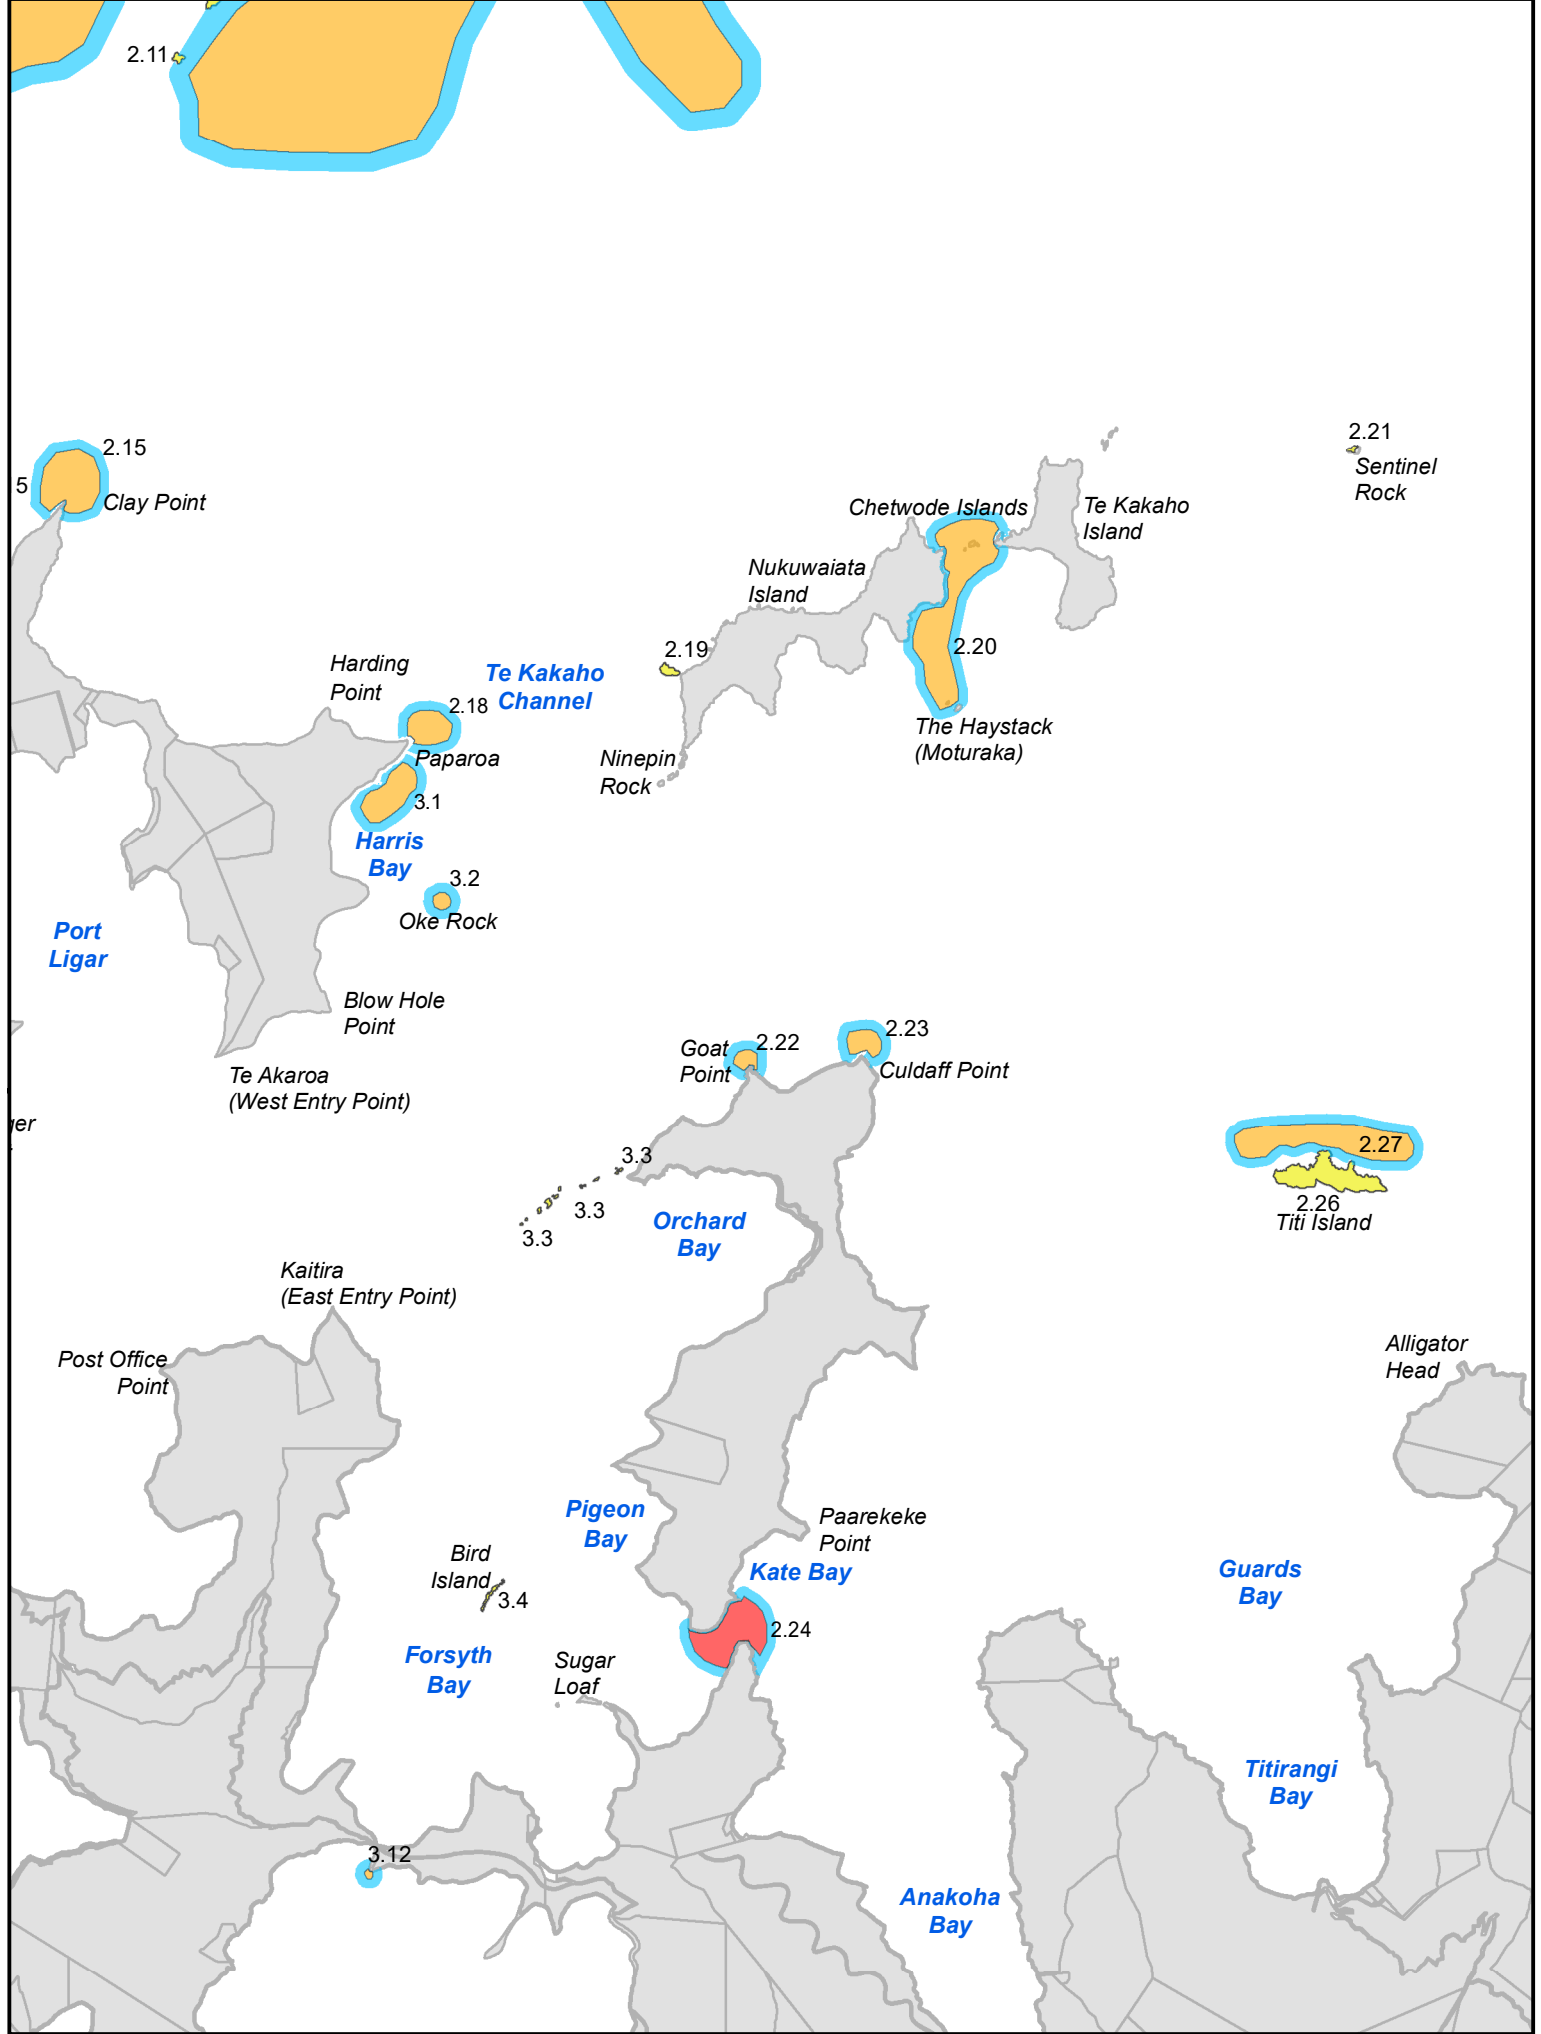 2.11
2.15
5
Clay Point
2.21
Sentinel
Rock
Chetwode Islands
Te Kakaho
Island
Nukuwaiata
Island
2.19
2.20
Harding
Point
Te Kakaho
Channel
2.18
The Haystack
(Moturaka)
Paparoa
Ninepin
Rock
3.1
Harris
Bay
3.2
Oke Rock
Port
Ligar
Blow Hole
Point
Goat
Point
2.22
2.23
Culdaff Point
Te Akaroa
(West Entry Point)
ger
2.27
3.3
3.3
3.3
2.26
Titi Island
Orchard
Bay
Kaitira
(East Entry Point)
Post Office
Point
Alligator
Head
Pigeon
Bay
Paarekeke
Point
Bird
Island
Kate Bay
Guards
Bay
3.4
2.24
Forsyth
Bay
Sugar
Loaf
Titirangi
Bay
3.12
Anakoha
Bay